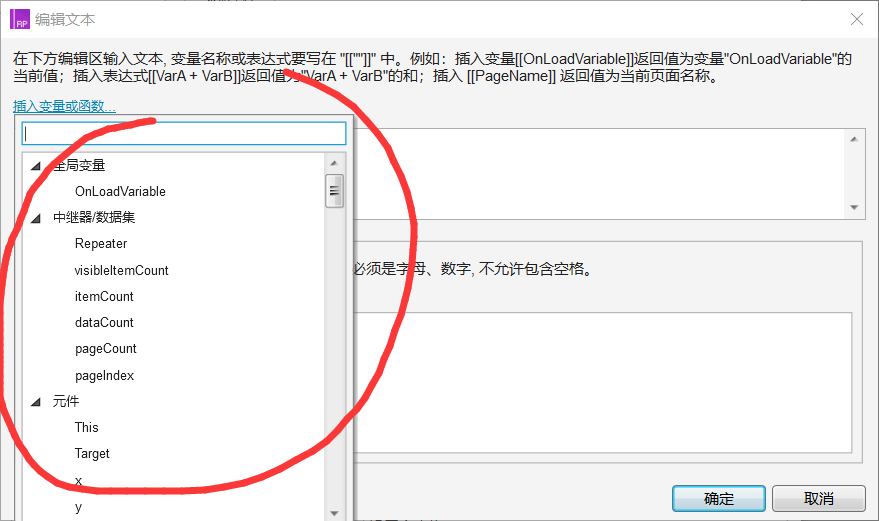 RP 编辑文本
在下方编辑区输入文本, 变量名称或表达式要写在 "[[""]]" 中。例如：插入变量[[OnLoadVariable]]返回值为变量"OnLoadVariable"的
当前值；插入表达式[[VarA + VarB]]返回值为"VarA + VarB"的和；插入 [[PageName]] 返回值为当前页面名称。
插入变量或函数...
全局变量
OnLoadVariable
中继器/数据集
Repeater
visibleItemCount
必须是字母、数字, 不允许包含空格。
itemCount
dataCount
pageCount
pageIndex
元件
This
Target
x
y
确定
取消